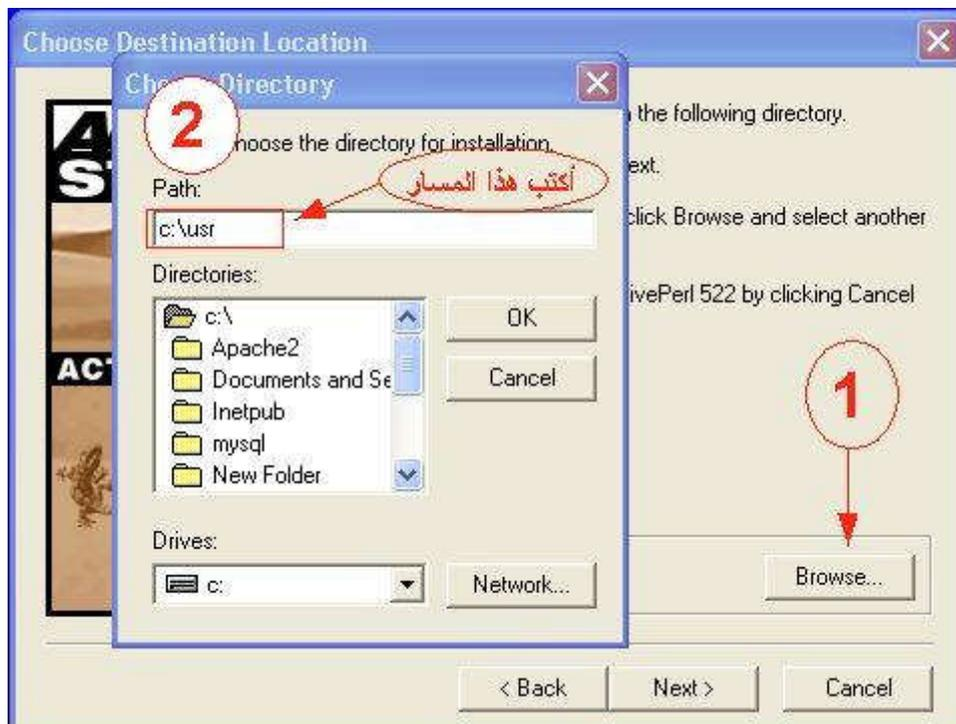 Choose Destination Location
Directory
2
hoose the directory for installation.
the following directory.
ext.
Path:
أكتب هذا المسار
c:\usr
click Browse and select another
Directories:
c:\
Apache2
Documents and Se
Inetpub
mysql
New Folder
OK
Cancel
ivePerl 522 by clicking Cancel
ACT
1
Drives:
c:
Network...
Browse...
< Back
Next >
Cancel